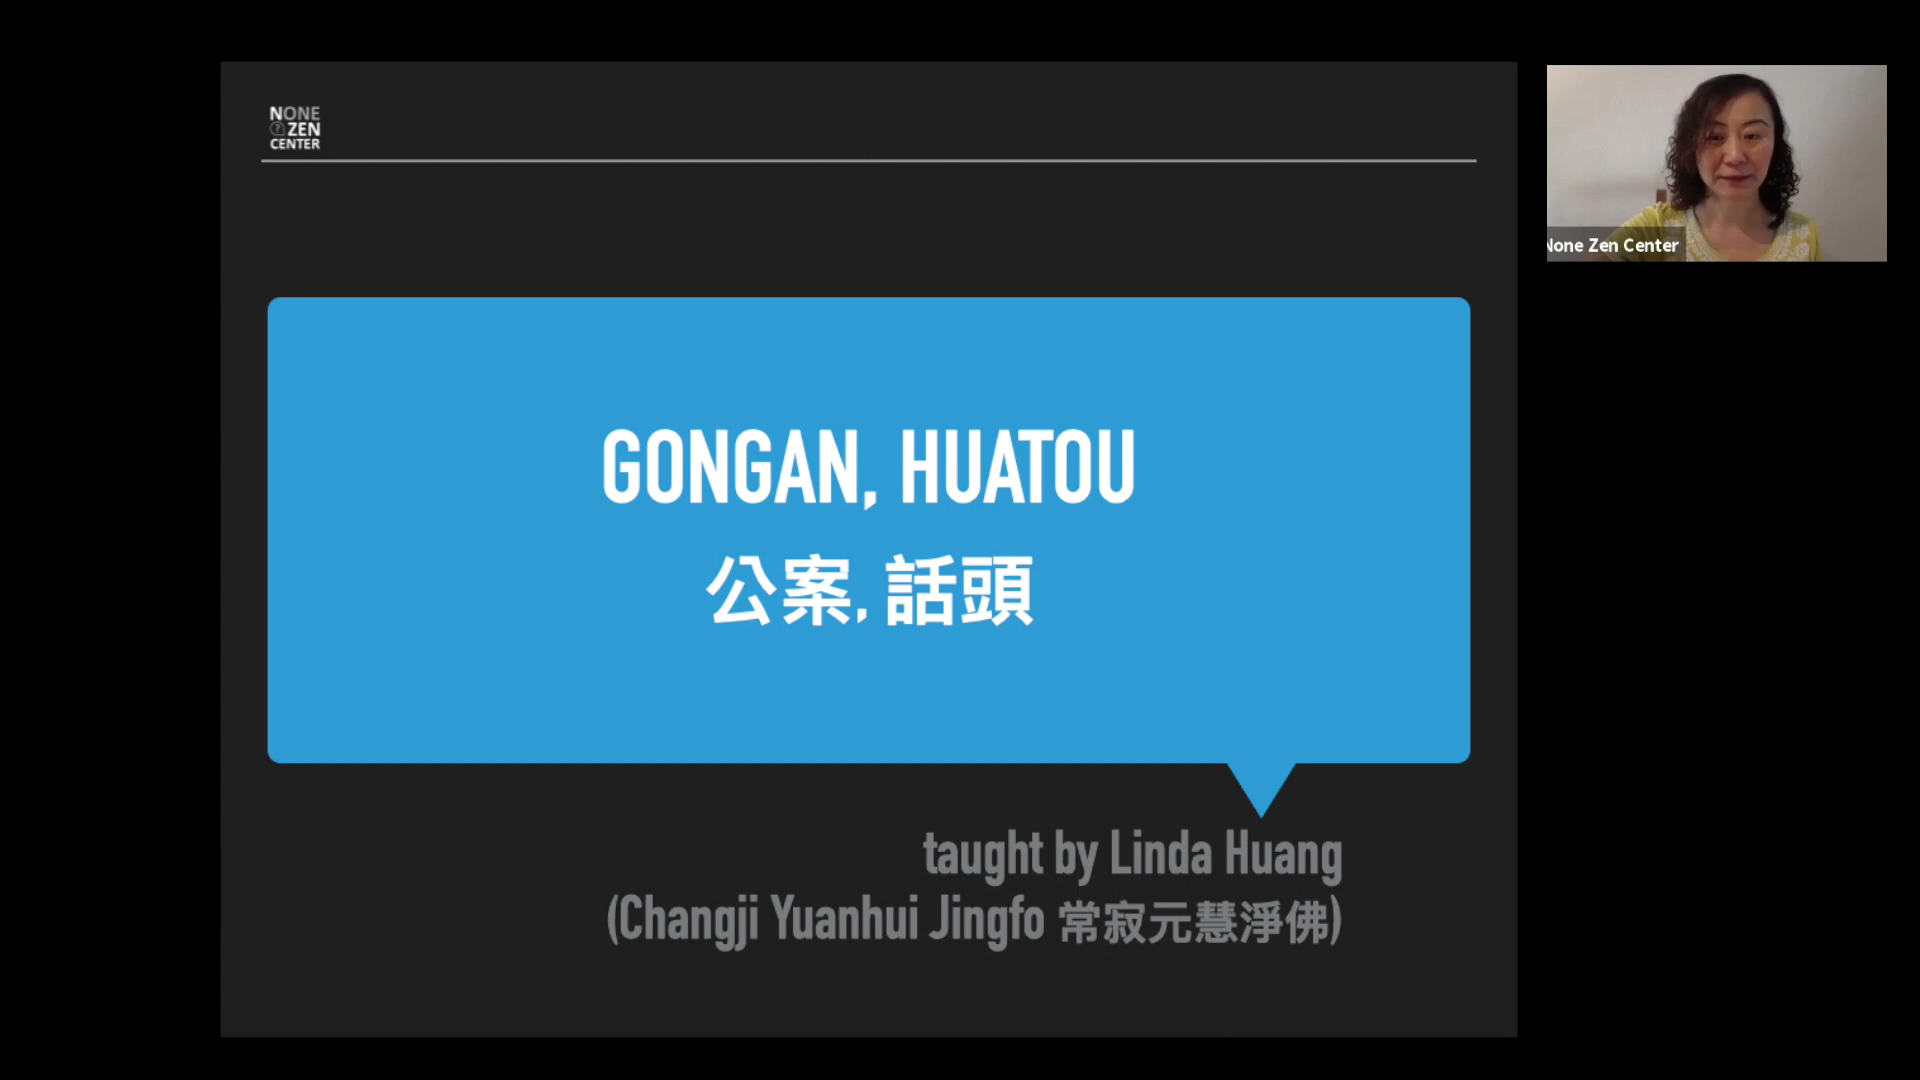 NONE
ZEN
CENTER
GONGAN, HUATOU
公案, 話頭
taught by Linda Huang
(Changji Yuanhui Jingfo 常寂元慧淨佛)
None Zen Center